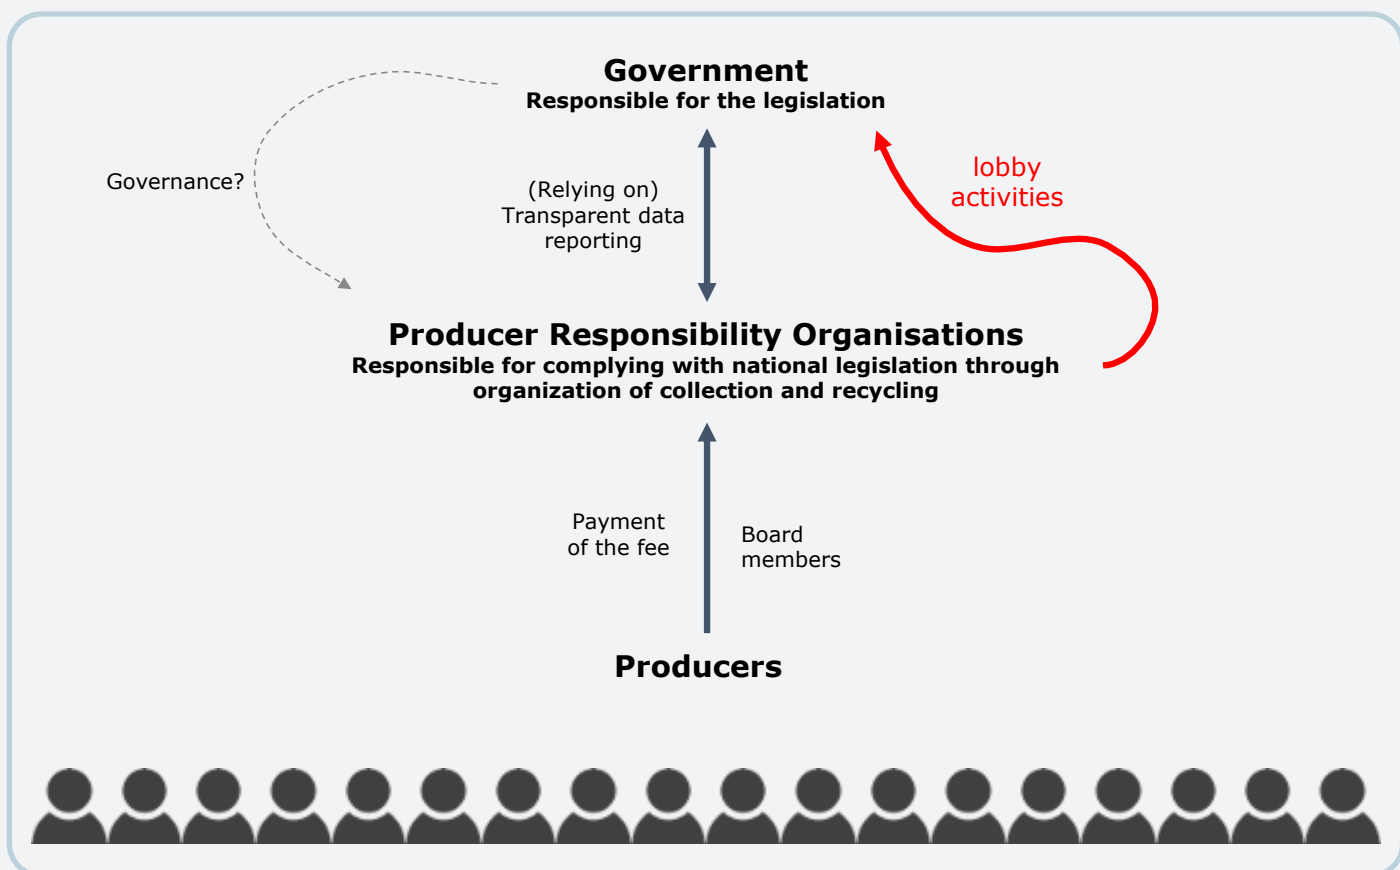 Government
Responsible for the legislation
Governance?
(Relying on)
Transparent data
reporting
lobby
activities
Producer Responsibility Organisations
Responsible for complying with national legislation through
organization of collection and recycling
Payment
of the fee
Board
members
Producers